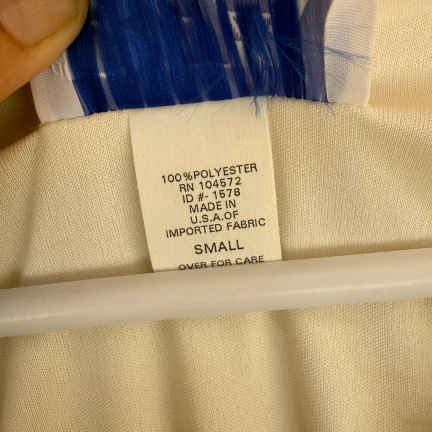 100% POLYESTER
RN 104572
ID #- 1578
MADE IN
U.S.A. OF
IMPORTED FABRIC
SMALL
OVER FOR CARE